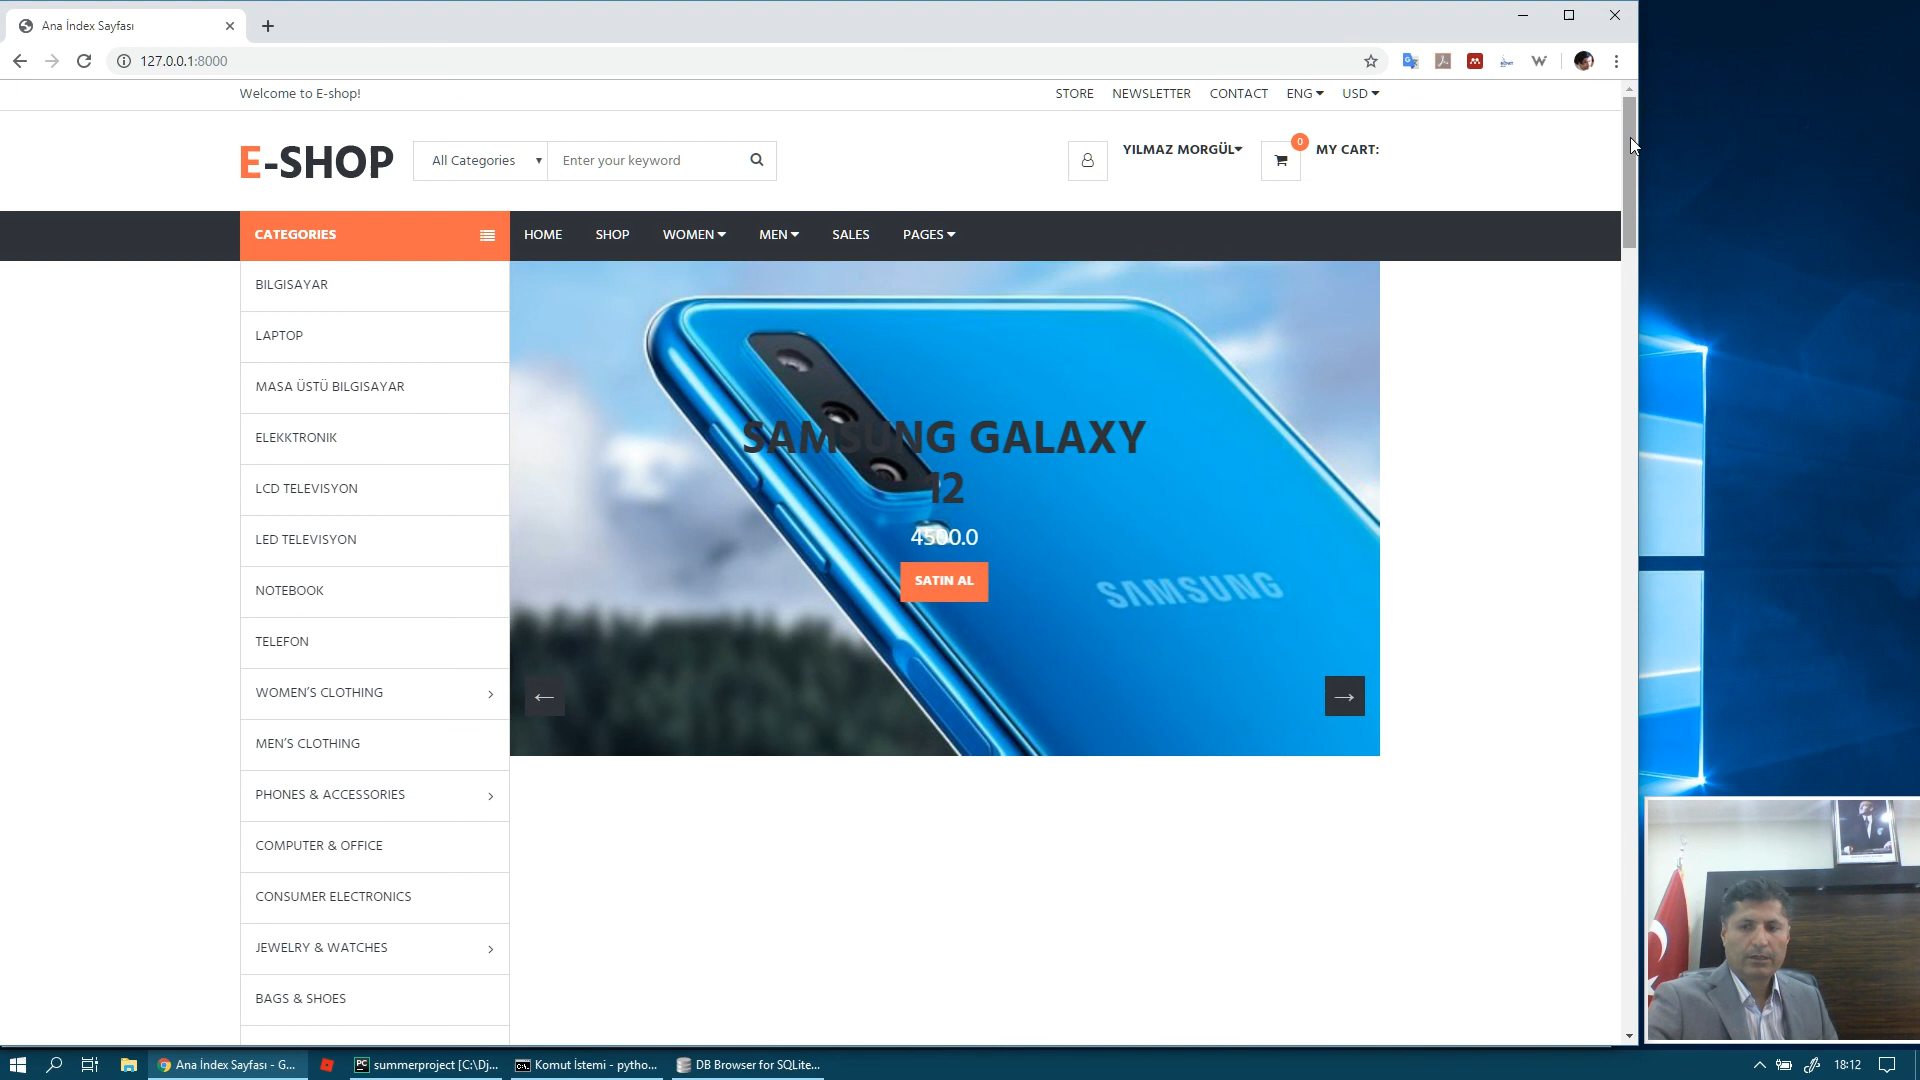 Ana İndex Sayfası
127.0.0.1:8000
Welcome to E-shop!
STORE NEWSLETTER CONTACT ENG USD
E-SHOP
All Categories
Enter your keyword
YILMAZ MORGÜL
0
MY CART:
CATEGORIES
HOME SHOP WOMEN MEN SALES PAGES
BILGISAYAR
LAPTOP
MASA ÜSTÜ BILGISAYAR
ELEKKTRONIK
LCD TELEVISYON
LED TELEVISYON
NOTEBOOK
TELEFON
WOMEN'S CLOTHING
MEN'S CLOTHING
PHONES & ACCESSORIES
COMPUTER & OFFICE
CONSUMER ELECTRONICS
JEWELRY & WATCHES
BAGS & SHOES
SAMSUNG GALAXY
12
4500.0
SATIN AL
SAMSUNG
Ana İndex Sayfası - G...
summerproject [C:\Dj...
Komut İstemi - pytho...
DB Browser for SQLite...
18:12